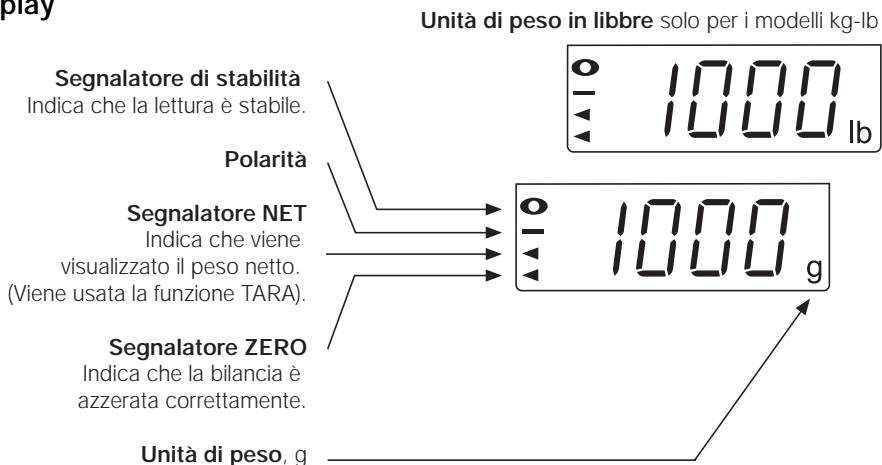 play
Unità di peso in libbre solo per i modelli kg-lb
1000 lb
Segnalatore di stabilità
Indica che la lettura è stabile.
Polarità
Segnalatore NET
Indica che viene
visualizzato il peso netto.
(Viene usata la funzione TARA).
1000 g
Segnalatore ZERO
Indica che la bilancia è
azzerata correttamente.
Unità di peso, g